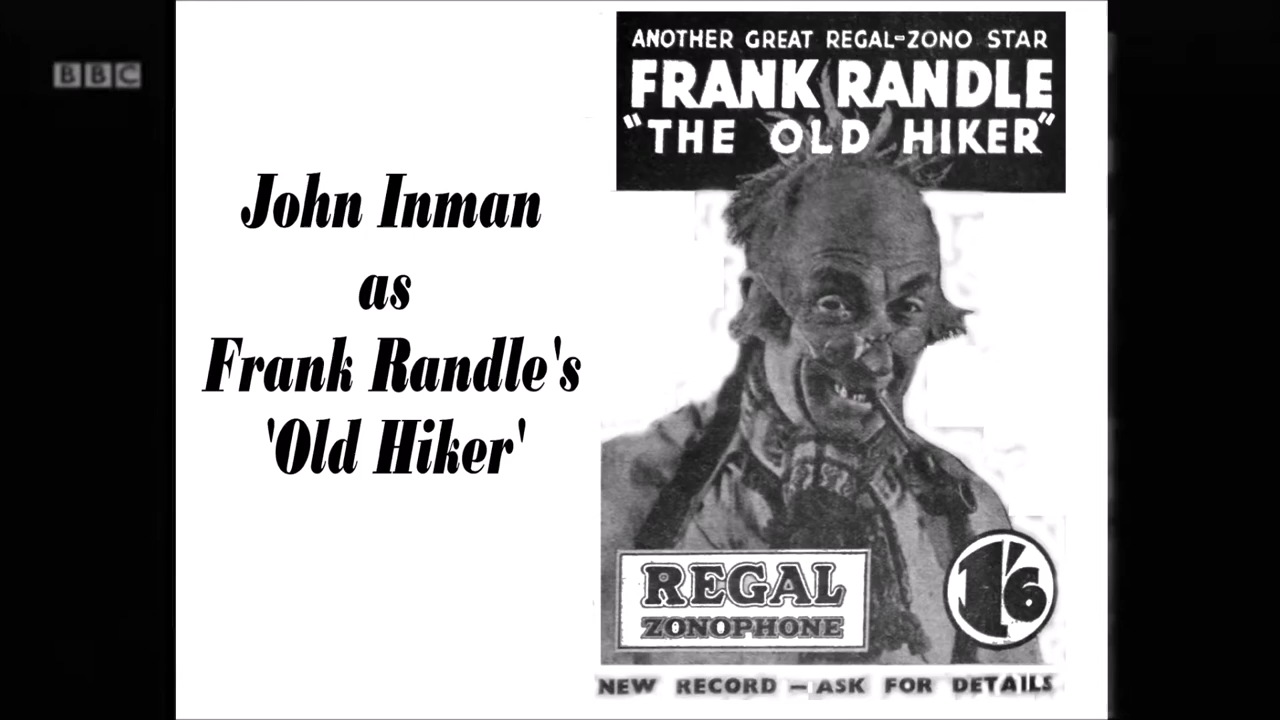 BBC
John Inman
as
Frank Randle's
'Old Hiker'
ANOTHER GREAT REGAL-ZONO STAR
FRANK RANDLE
"THE OLD HIKER"
REGAL
ZONOPHONE
1'6
NEW RECORD — ASK FOR DETAILS